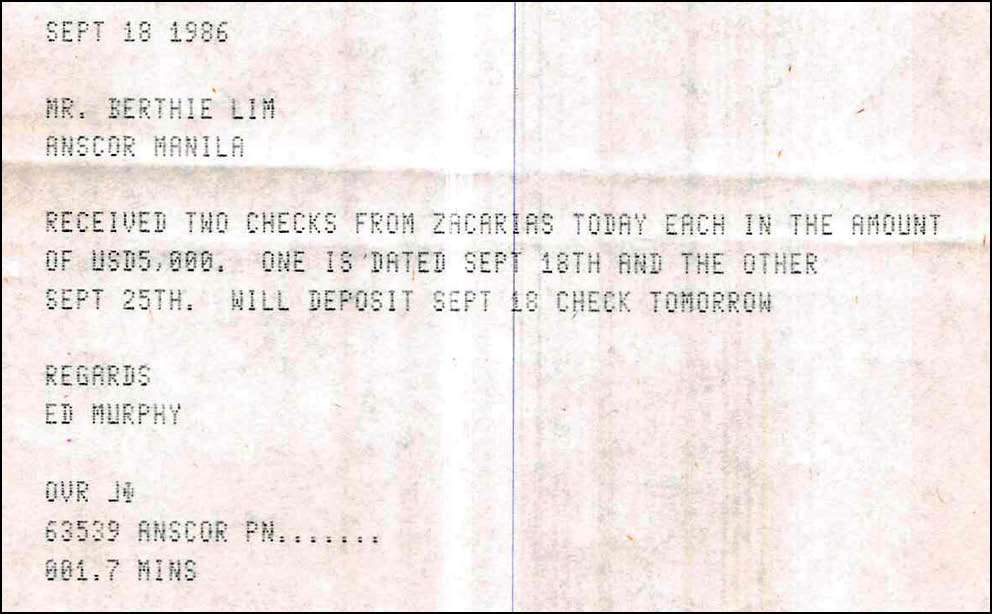 SEPT 18 1986
MR. BERTHIE LIM
ANSCOR MANILA
RECEIVED TWO CHECKS FROM ZACARIAS TODAY EACH IN THE AMOUNT
OF USD5,000.  ONE IS DATED SEPT 18TH AND THE OTHER
SEPT 25TH.  WILL DEPOSIT SEPT 18 CHECK TOMORROW
REGARDS
ED MURPHY
OVR
63539 ANSCOR PN.......
001.7 MINS